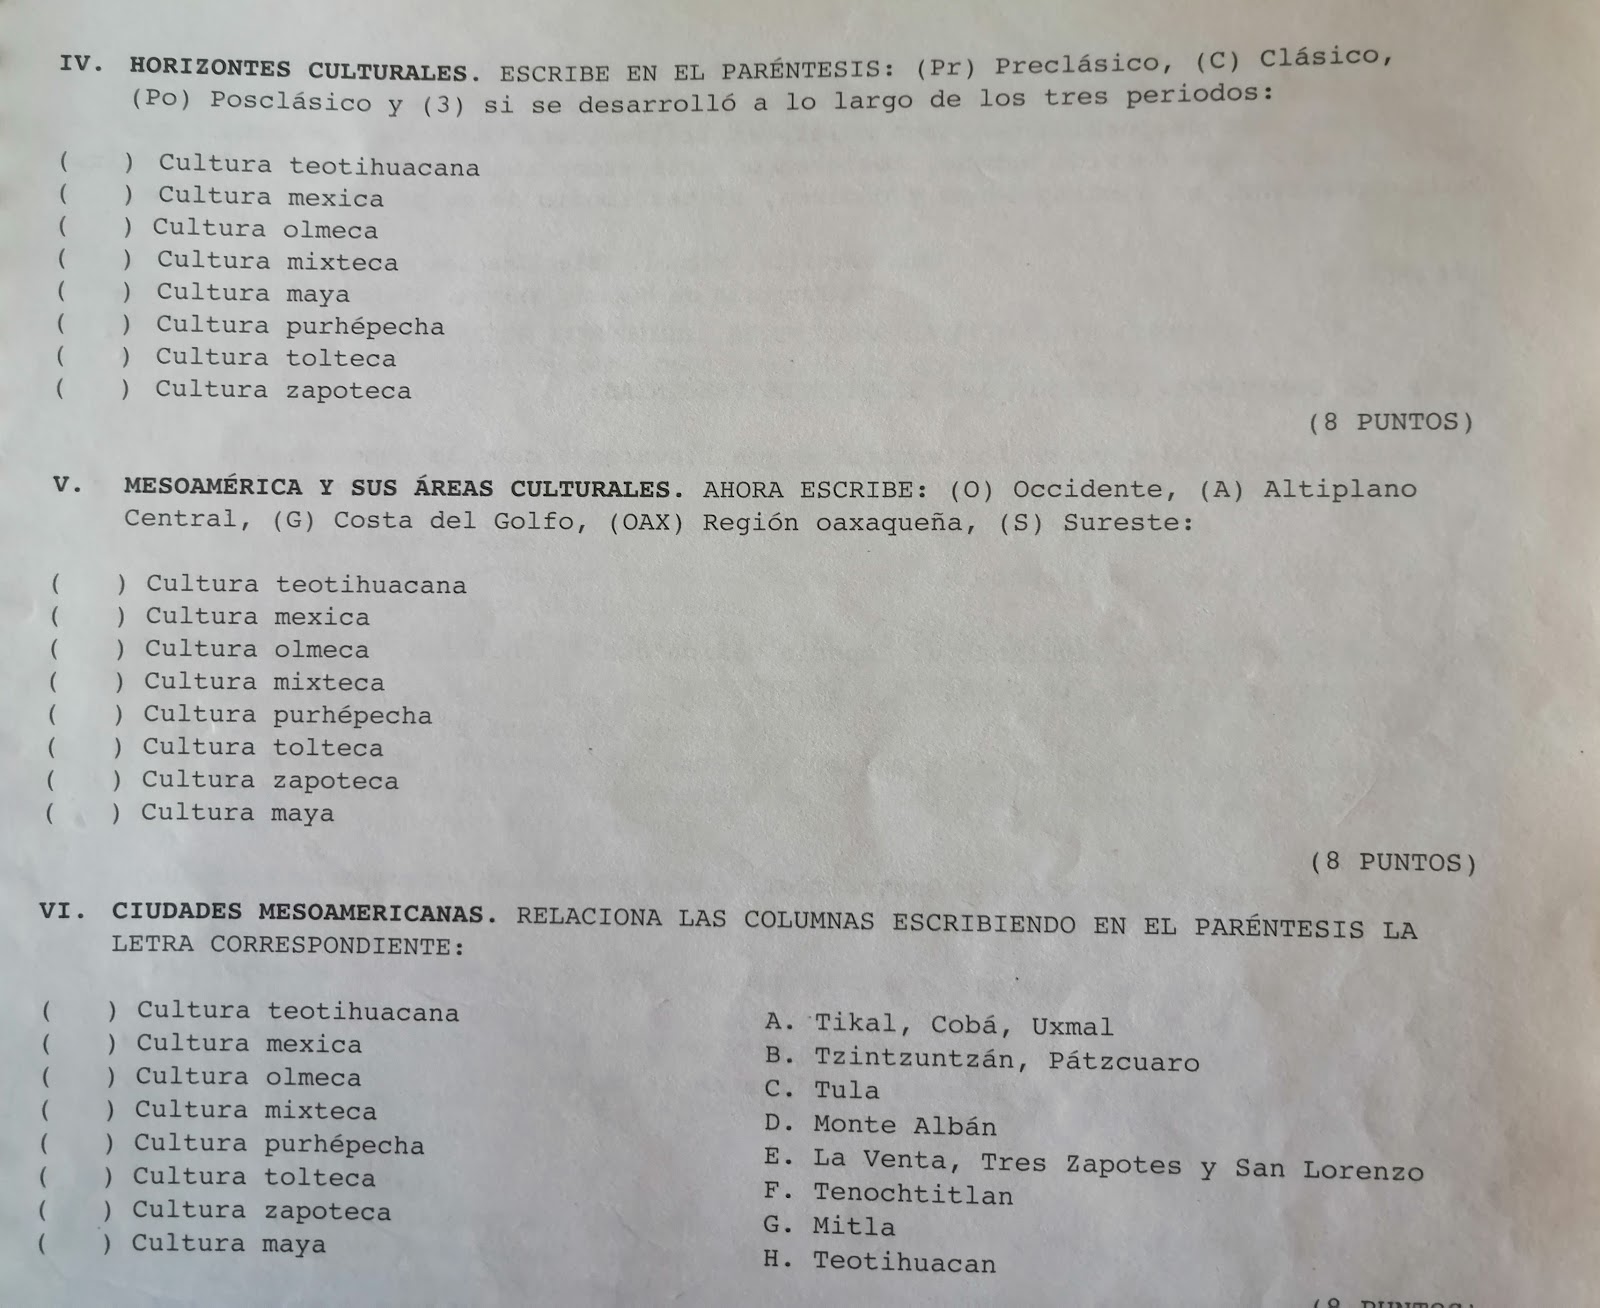 IV. HORIZONTES CULTURALES. ESCRIBE EN EL PARÉNTESIS: (Pr) Preclásico, (C) Clásico,
(Po) Posclásico y (3) si se desarrolló a lo largo de los tres periodos:
( ) Cultura teotihuacana
( ) Cultura mexica
( ) Cultura olmeca
( ) Cultura mixteca
( ) Cultura maya
( ) Cultura purhépecha
( ) Cultura tolteca
( ) Cultura zapoteca
(8 PUNTOS)
V. MESOAMÉRICA Y SUS ÁREAS CULTURALES. AHORA ESCRIBE: (O) Occidente, (A) Altiplano
Central, (G) Costa del Golfo, (OAX) Región oaxaqueña, (S) Sureste:
( ) Cultura teotihuacana
( ) Cultura mexica
( ) Cultura olmeca
( ) Cultura mixteca
( ) Cultura purhépecha
( ) Cultura tolteca
( ) Cultura zapoteca
( ) Cultura maya
(8 PUNTOS)
VI. CIUDADES MESOAMERICANAS. RELACIONA LAS COLUMNAS ESCRIBIENDO EN EL PARÉNTESIS LA
LETRA CORRESPONDIENTE:
( ) Cultura teotihuacana
( ) Cultura mexica
( ) Cultura olmeca
( ) Cultura mixteca
( ) Cultura purhépecha
( ) Cultura tolteca
( ) Cultura zapoteca
( ) Cultura maya
A. Tikal, Cobá, Uxmal
B. Tzintzuntzán, Pátzcuaro
C. Tula
D. Monte Albán
E. La Venta, Tres Zapotes y San Lorenzo
F. Tenochtitlan
G. Mitla
H. Teotihuacan